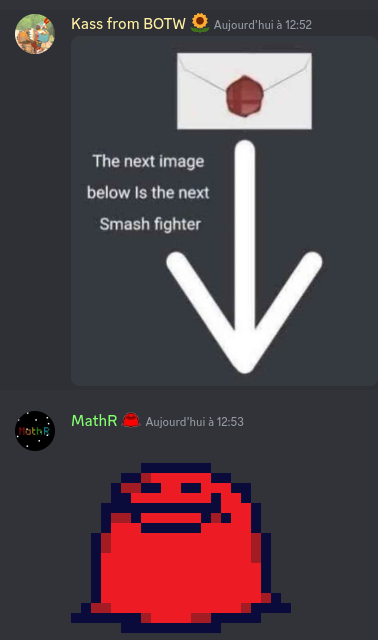 Kass from BOTW 🌻 Aujourd'hui à 12:52
The next image
below Is the next
Smash fighter
MathR Aujourd'hui à 12:53
MathR